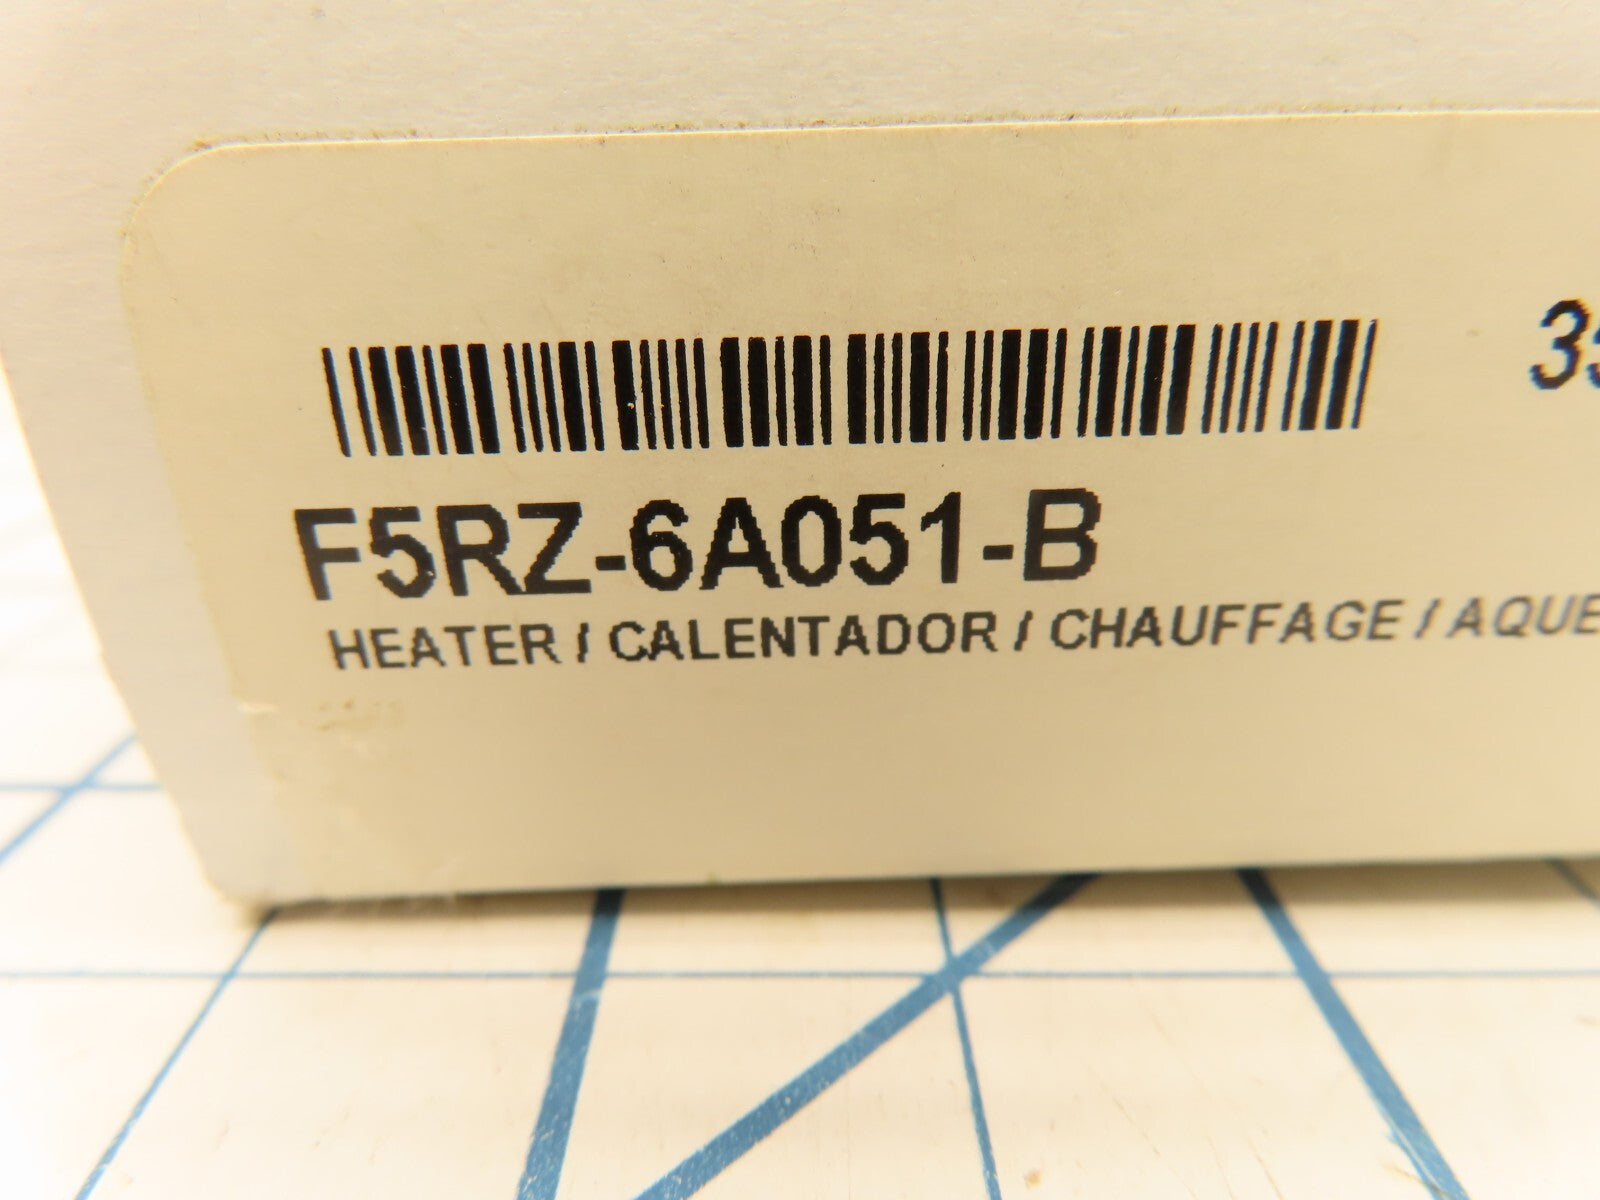 F5RZ-6A051-B
HEATER / CALENTADOR / CHAUFFAGE /